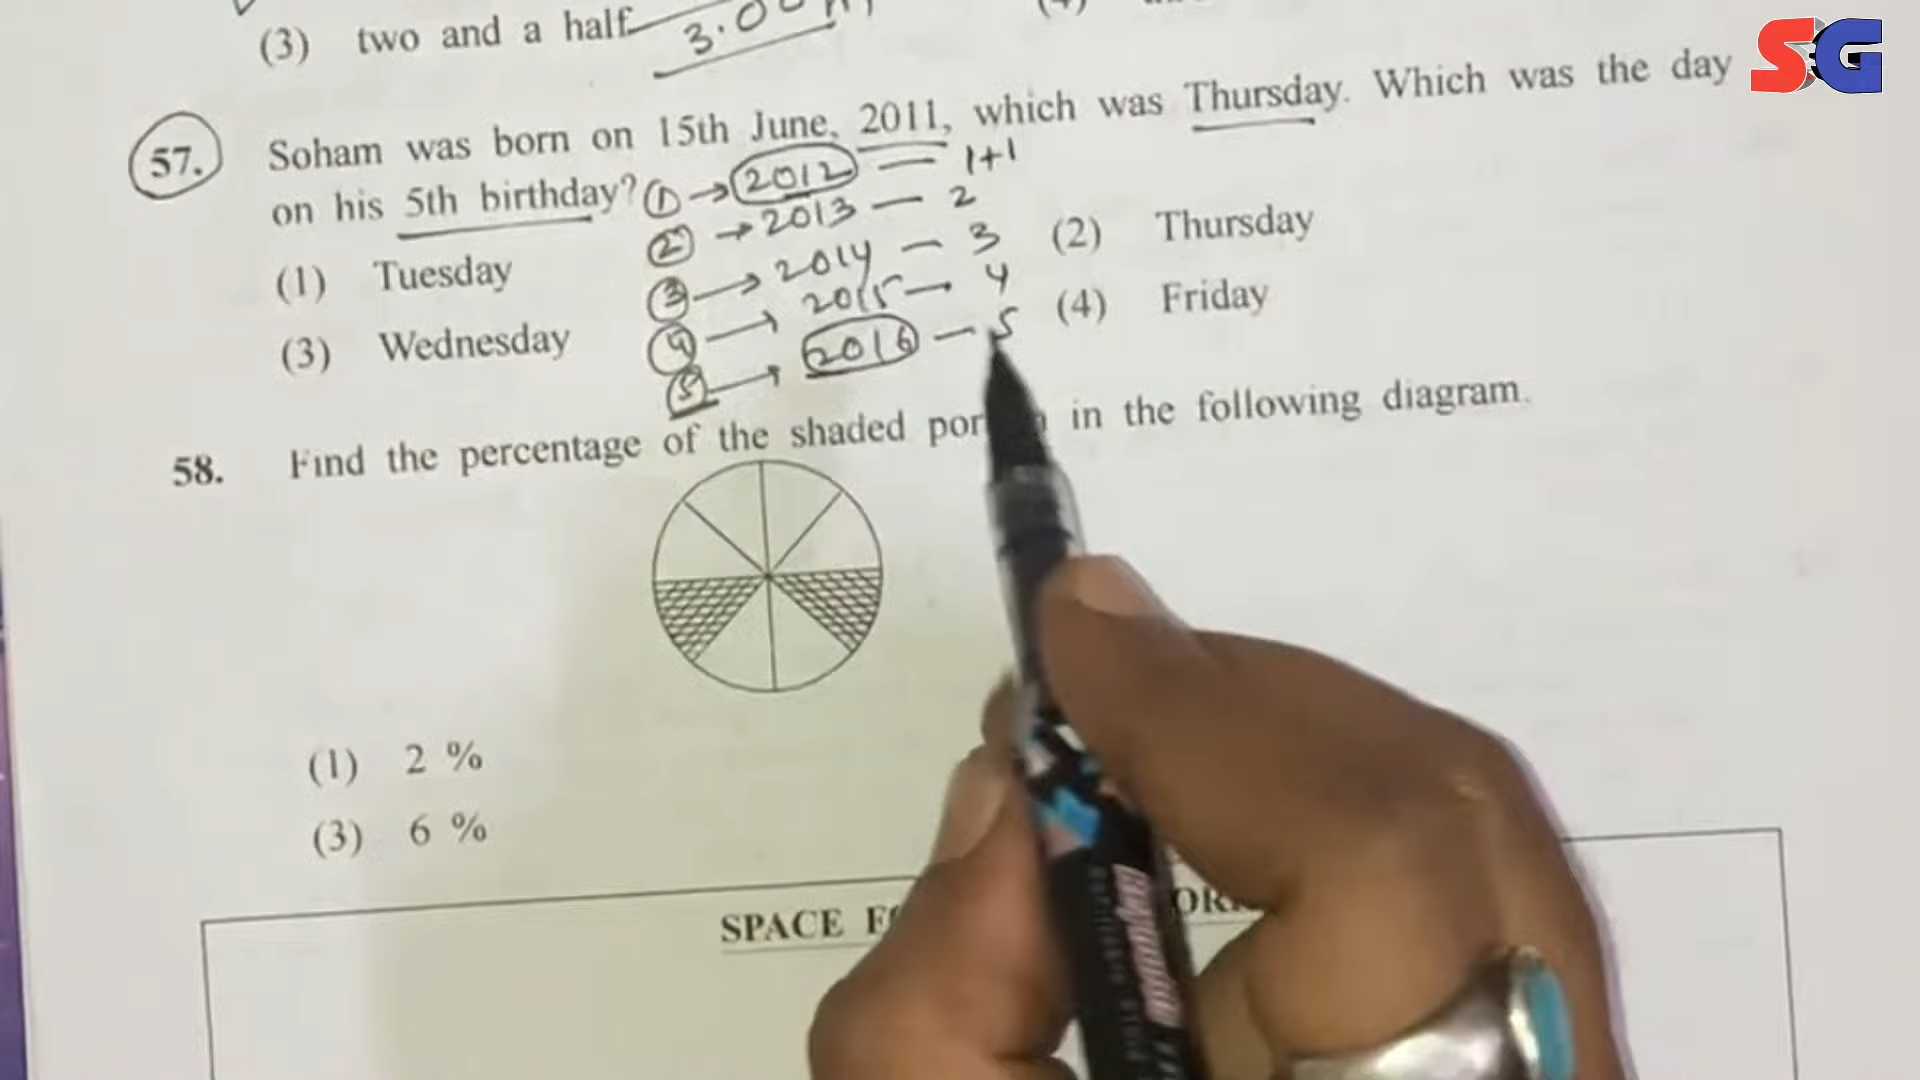 (3) two and a half
3.00
SG
57. Soham was born on 15th June, 2011, which was Thursday. Which was the day
on his 5th birthday? ① → 2012 — 1+1
② → 2013 — 2
(1) Tuesday (2) Thursday
③ → 2014 — 3
④ → 2015 — 4
(3) Wednesday (4) Friday
⑤ → 2016 — 5
58. Find the percentage of the shaded por in the following diagram.
(1) 2 %
(3) 6 %
SPACE